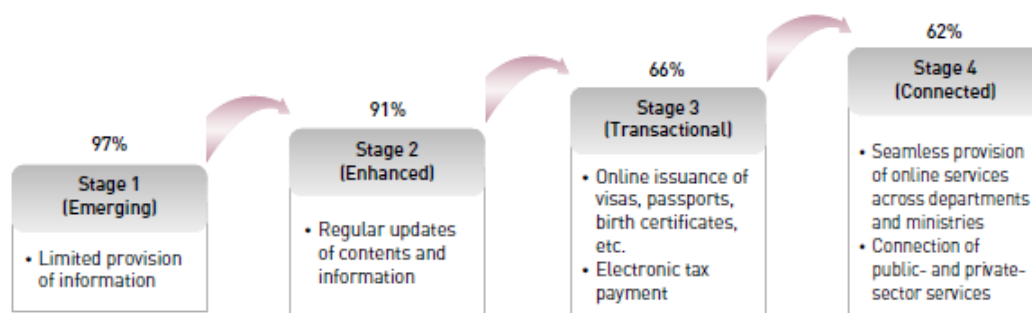 97%
Stage 1
(Emerging)
• Limited provision
of information
91%
Stage 2
(Enhanced)
• Regular updates
of contents and
information
66%
Stage 3
(Transactional)
• Online issuance of
visas, passports,
birth certificates,
etc.
• Electronic tax
payment
62%
Stage 4
(Connected)
• Seamless provision
of online services
across departments
and ministries
• Connection of
public- and private-
sector services